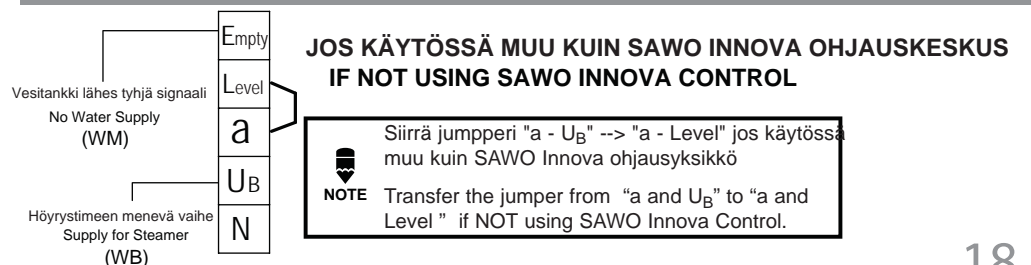 Empty
JOS KÄYTÖSSÄ MUU KUIN SAWO INNOVA OHJAUSKESKUS
IF NOT USING SAWO INNOVA CONTROL
Level
Vesitankki lähes tyhjä signaali
No Water Supply
(WM)
a
Siirrä jumpperi "a - UB" --> "a - Level" jos käytössä
muu kuin SAWO Innova ohjausyksikkö
NOTE
Transfer the jumper from “a and UB” to “a and
Level ” if NOT using SAWO Innova Control.
UB
Höyrystimeen menevä vaihe
Supply for Steamer
(WB)
N
18